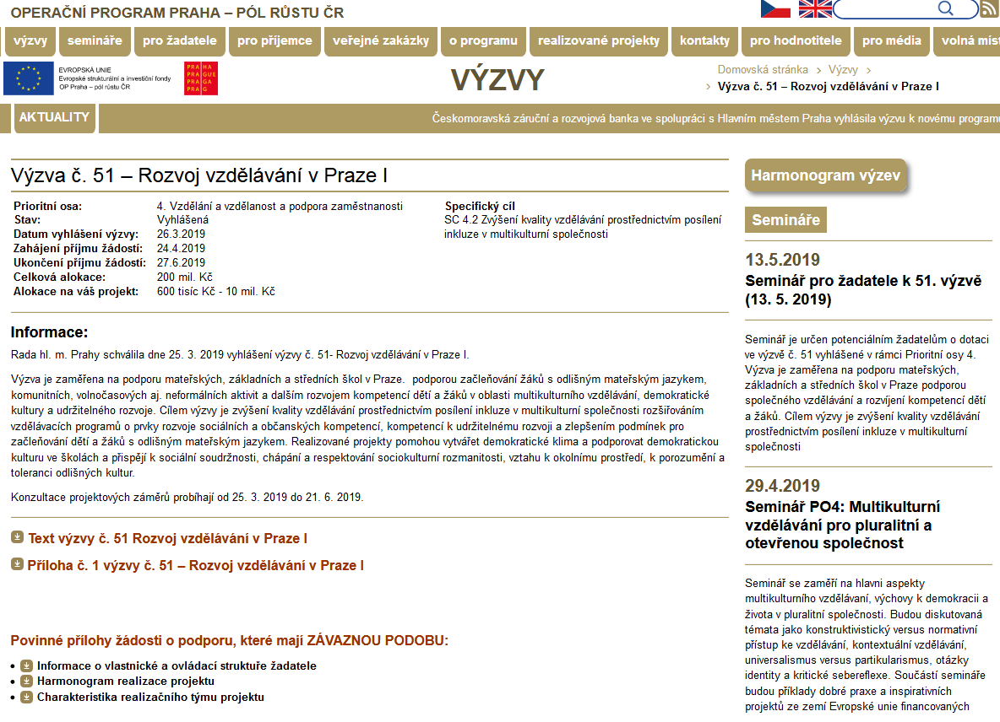 OPERAČNÍ PROGRAM PRAHA – PÓL RŮSTU ČR
výzvy
semináře
pro žadatele
pro příjemce
veřejné zakázky
o programu
realizované projekty
kontakty
pro hodnotitele
pro média
volná míst
EVROPSKÁ UNIE
Evropské strukturální a investiční fondy
OP Praha – pól růstu ČR
PRA HA
PRA GUE
PRA GA
PRA G
VÝZVY
Domovská stránka › Výzvy ›
› Výzva č. 51 – Rozvoj vzdělávání v Praze I
AKTUALITY
Českomoravská záruční a rozvojová banka ve spolupráci s Hlavním městem Praha vyhlásila výzvu k novému programu
Výzva č. 51 – Rozvoj vzdělávání v Praze I
Prioritní osa: 4. Vzdělání a vzdělanost a podpora zaměstnanosti
Stav: Vyhlášená
Datum vyhlášení výzvy: 26.3.2019
Zahájení příjmu žádostí: 24.4.2019
Ukončení příjmu žádostí: 27.6.2019
Celková alokace: 200 mil. Kč
Alokace na váš projekt: 600 tisíc Kč - 10 mil. Kč
Specifický cíl
SC 4.2 Zvýšení kvality vzdělávání prostřednictvím posílení
inkluze v multikulturní společnosti
Informace:
Rada hl. m. Prahy schválila dne 25. 3. 2019 vyhlášení výzvy č. 51- Rozvoj vzdělávání v Praze I.
Výzva je zaměřena na podporu mateřských, základních a středních škol v Praze. podporou začleňování žáků s odlišným mateřským jazykem,
komunitních, volnočasových aj. neformálních aktivit a dalším rozvojem kompetencí dětí a žáků v oblasti multikulturního vzdělávání, demokratické
kultury a udržitelného rozvoje. Cílem výzvy je zvýšení kvality vzdělávání prostřednictvím posílení inkluze v multikulturní společnosti rozšiřováním
vzdělávacích programů o prvky rozvoje sociálních a občanských kompetencí, kompetencí k udržitelnému rozvoji a zlepšením podmínek pro
začleňování dětí a žáků s odlišným mateřským jazykem. Realizované projekty pomohou vytvářet demokratické klima a podporovat demokratickou
kulturu ve školách a přispějí k sociální soudržnosti, chápání a respektování sociokulturní rozmanitosti, vztahu k okolnímu prostředí, k porozumění a
toleranci odlišných kultur.
Konzultace projektových záměrů probíhají od 25. 3. 2019 do 21. 6. 2019.
Text výzvy č. 51 Rozvoj vzdělávání v Praze I
Příloha č. 1 výzvy č. 51 – Rozvoj vzdělávání v Praze I
Povinné přílohy žádosti o podporu, které mají ZÁVAZNOU PODOBU:
• Informace o vlastnické a ovládací struktuře žadatele
• Harmonogram realizace projektu
• Charakteristika realizačního týmu projektu
Harmonogram výzev
Semináře
13.5.2019
Seminář pro žadatele k 51. výzvě
(13. 5. 2019)
Seminář je určen potenciálním žadatelům o dotaci
ve výzvě č. 51 vyhlášené v rámci Prioritní osy 4.
Výzva je zaměřena na podporu mateřských,
základních a středních škol v Praze podporou
společného vzdělávání a rozvíjení kompetencí dětí
a žáků. Cílem výzvy je zvýšení kvality vzdělávání
prostřednictvím posílení inkluze v multikulturní
společnosti
29.4.2019
Seminář PO4: Multikulturní
vzdělávání pro pluralitní a
otevřenou společnost
Seminář se zaměří na hlavni aspekty
multikulturního vzdělávaní, výchovy k demokracii a
života v pluralitní společnosti. Budou diskutovaná
témata jako konstruktivistický versus normativní
přístup ke vzdělávání, kontextuální vzdělávání,
universalismus versus partikularismus, otázky
identity a kritické sebereflexe. Součástí semináře
budou příklady dobré praxe a inspirativních
projektů ze zemí Evropské unie financovaných